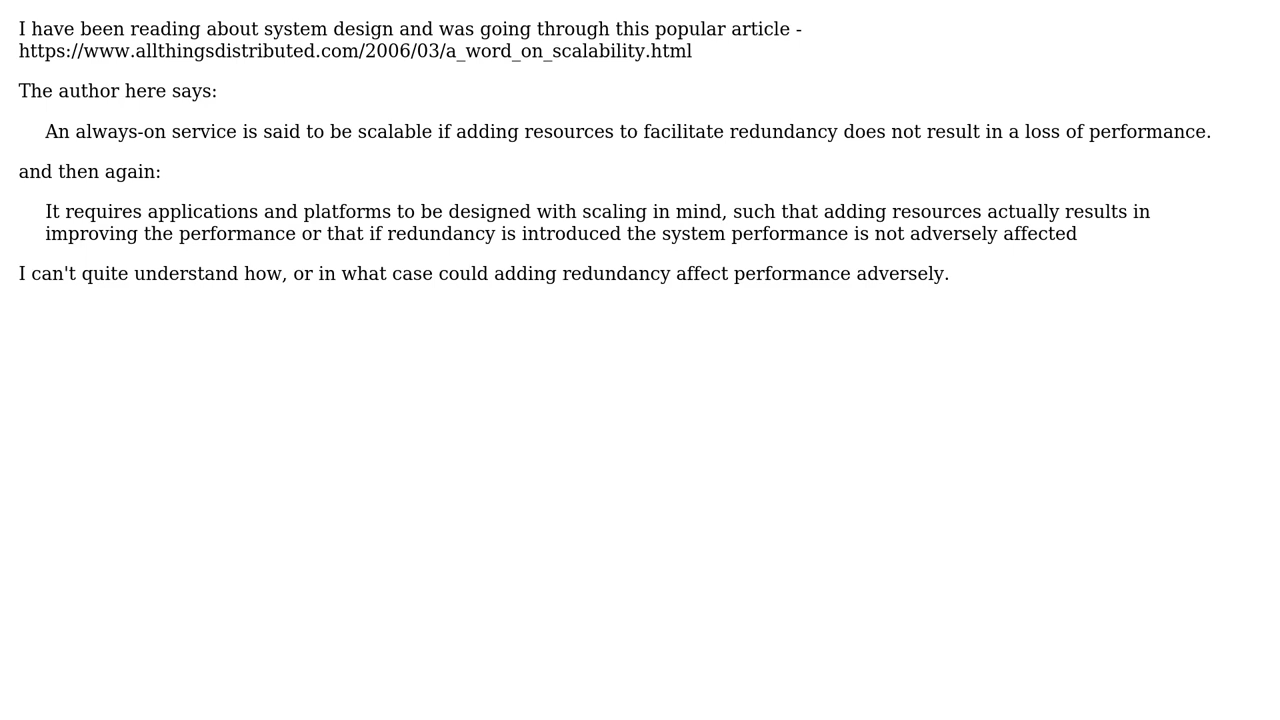 I have been reading about system design and was going through this popular article -
https://www.allthingsdistributed.com/2006/03/a_word_on_scalability.html
The author here says:
An always-on service is said to be scalable if adding resources to facilitate redundancy does not result in a loss of performance.
and then again:
It requires applications and platforms to be designed with scaling in mind, such that adding resources actually results in
improving the performance or that if redundancy is introduced the system performance is not adversely affected
I can't quite understand how, or in what case could adding redundancy affect performance adversely.